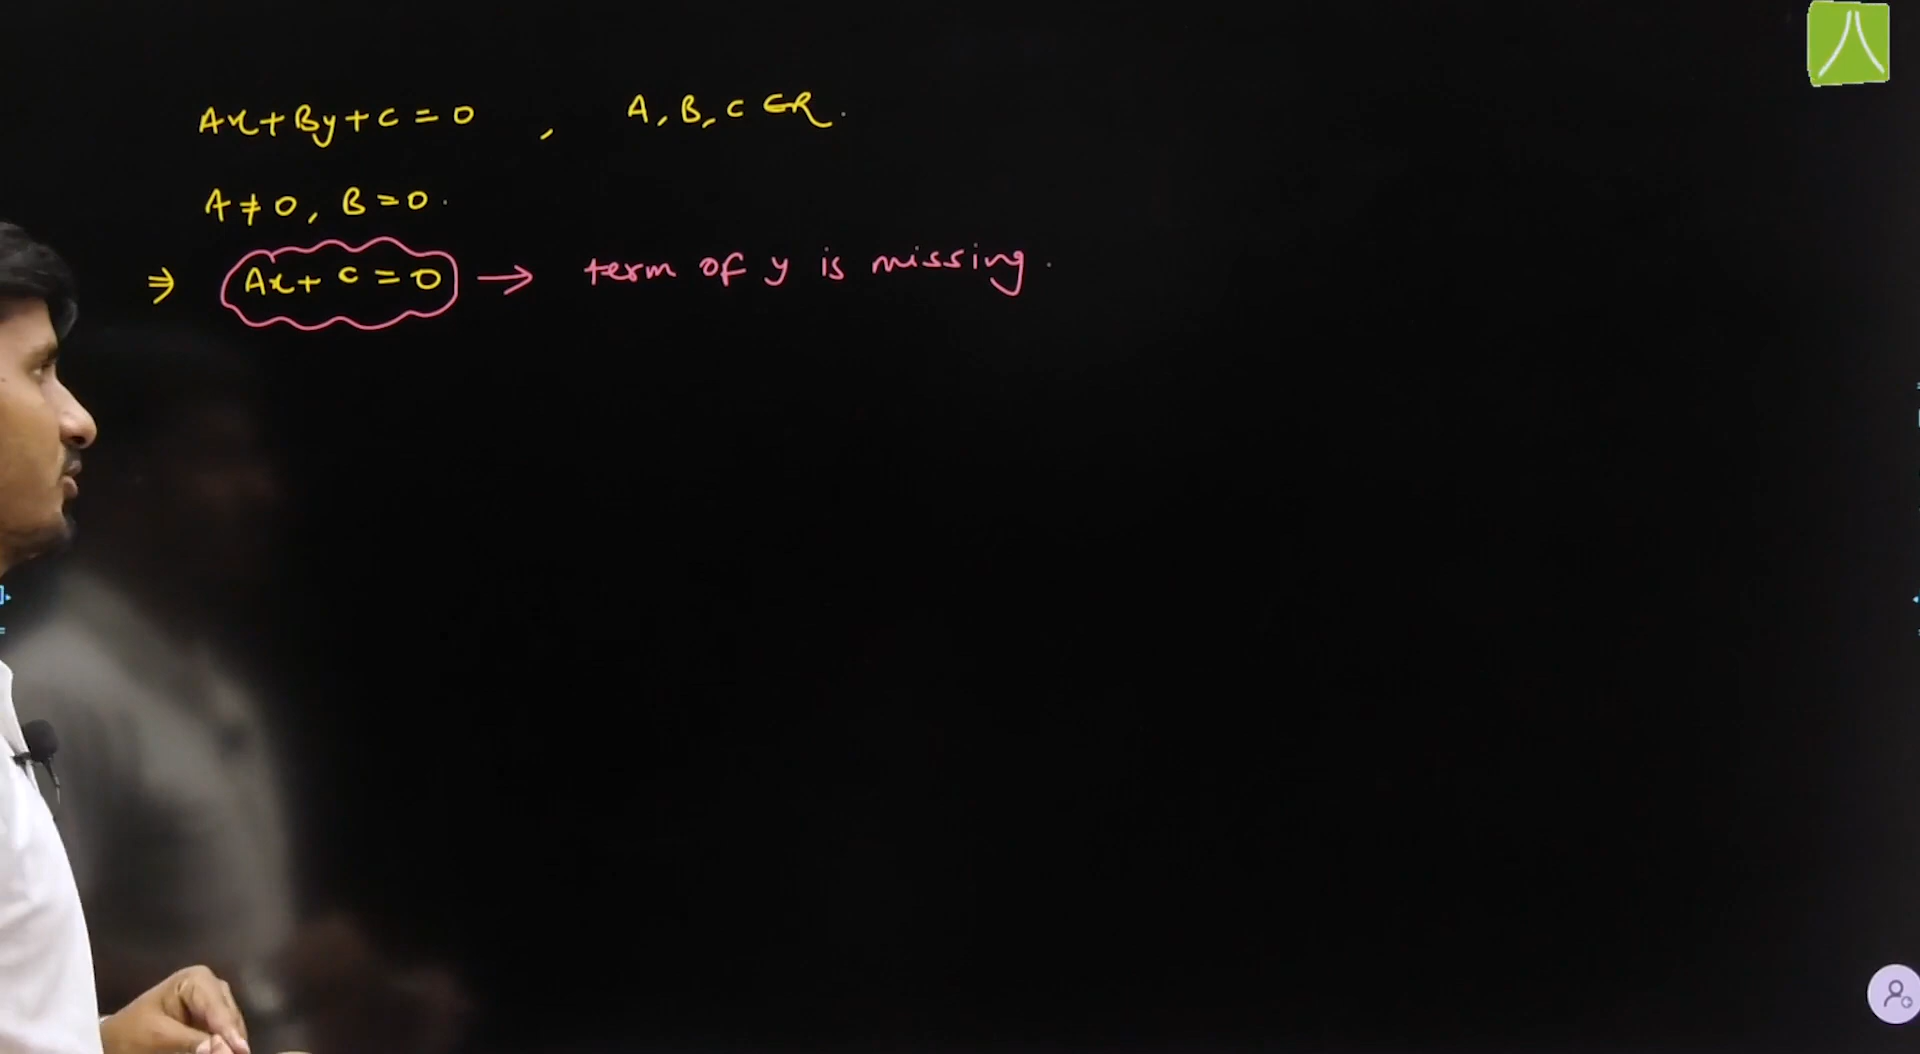 Ax+By+C=0 , A, B, C ∈R.
A≠0, B=0.
⇒ Ax+C=0 → term of y is missing.